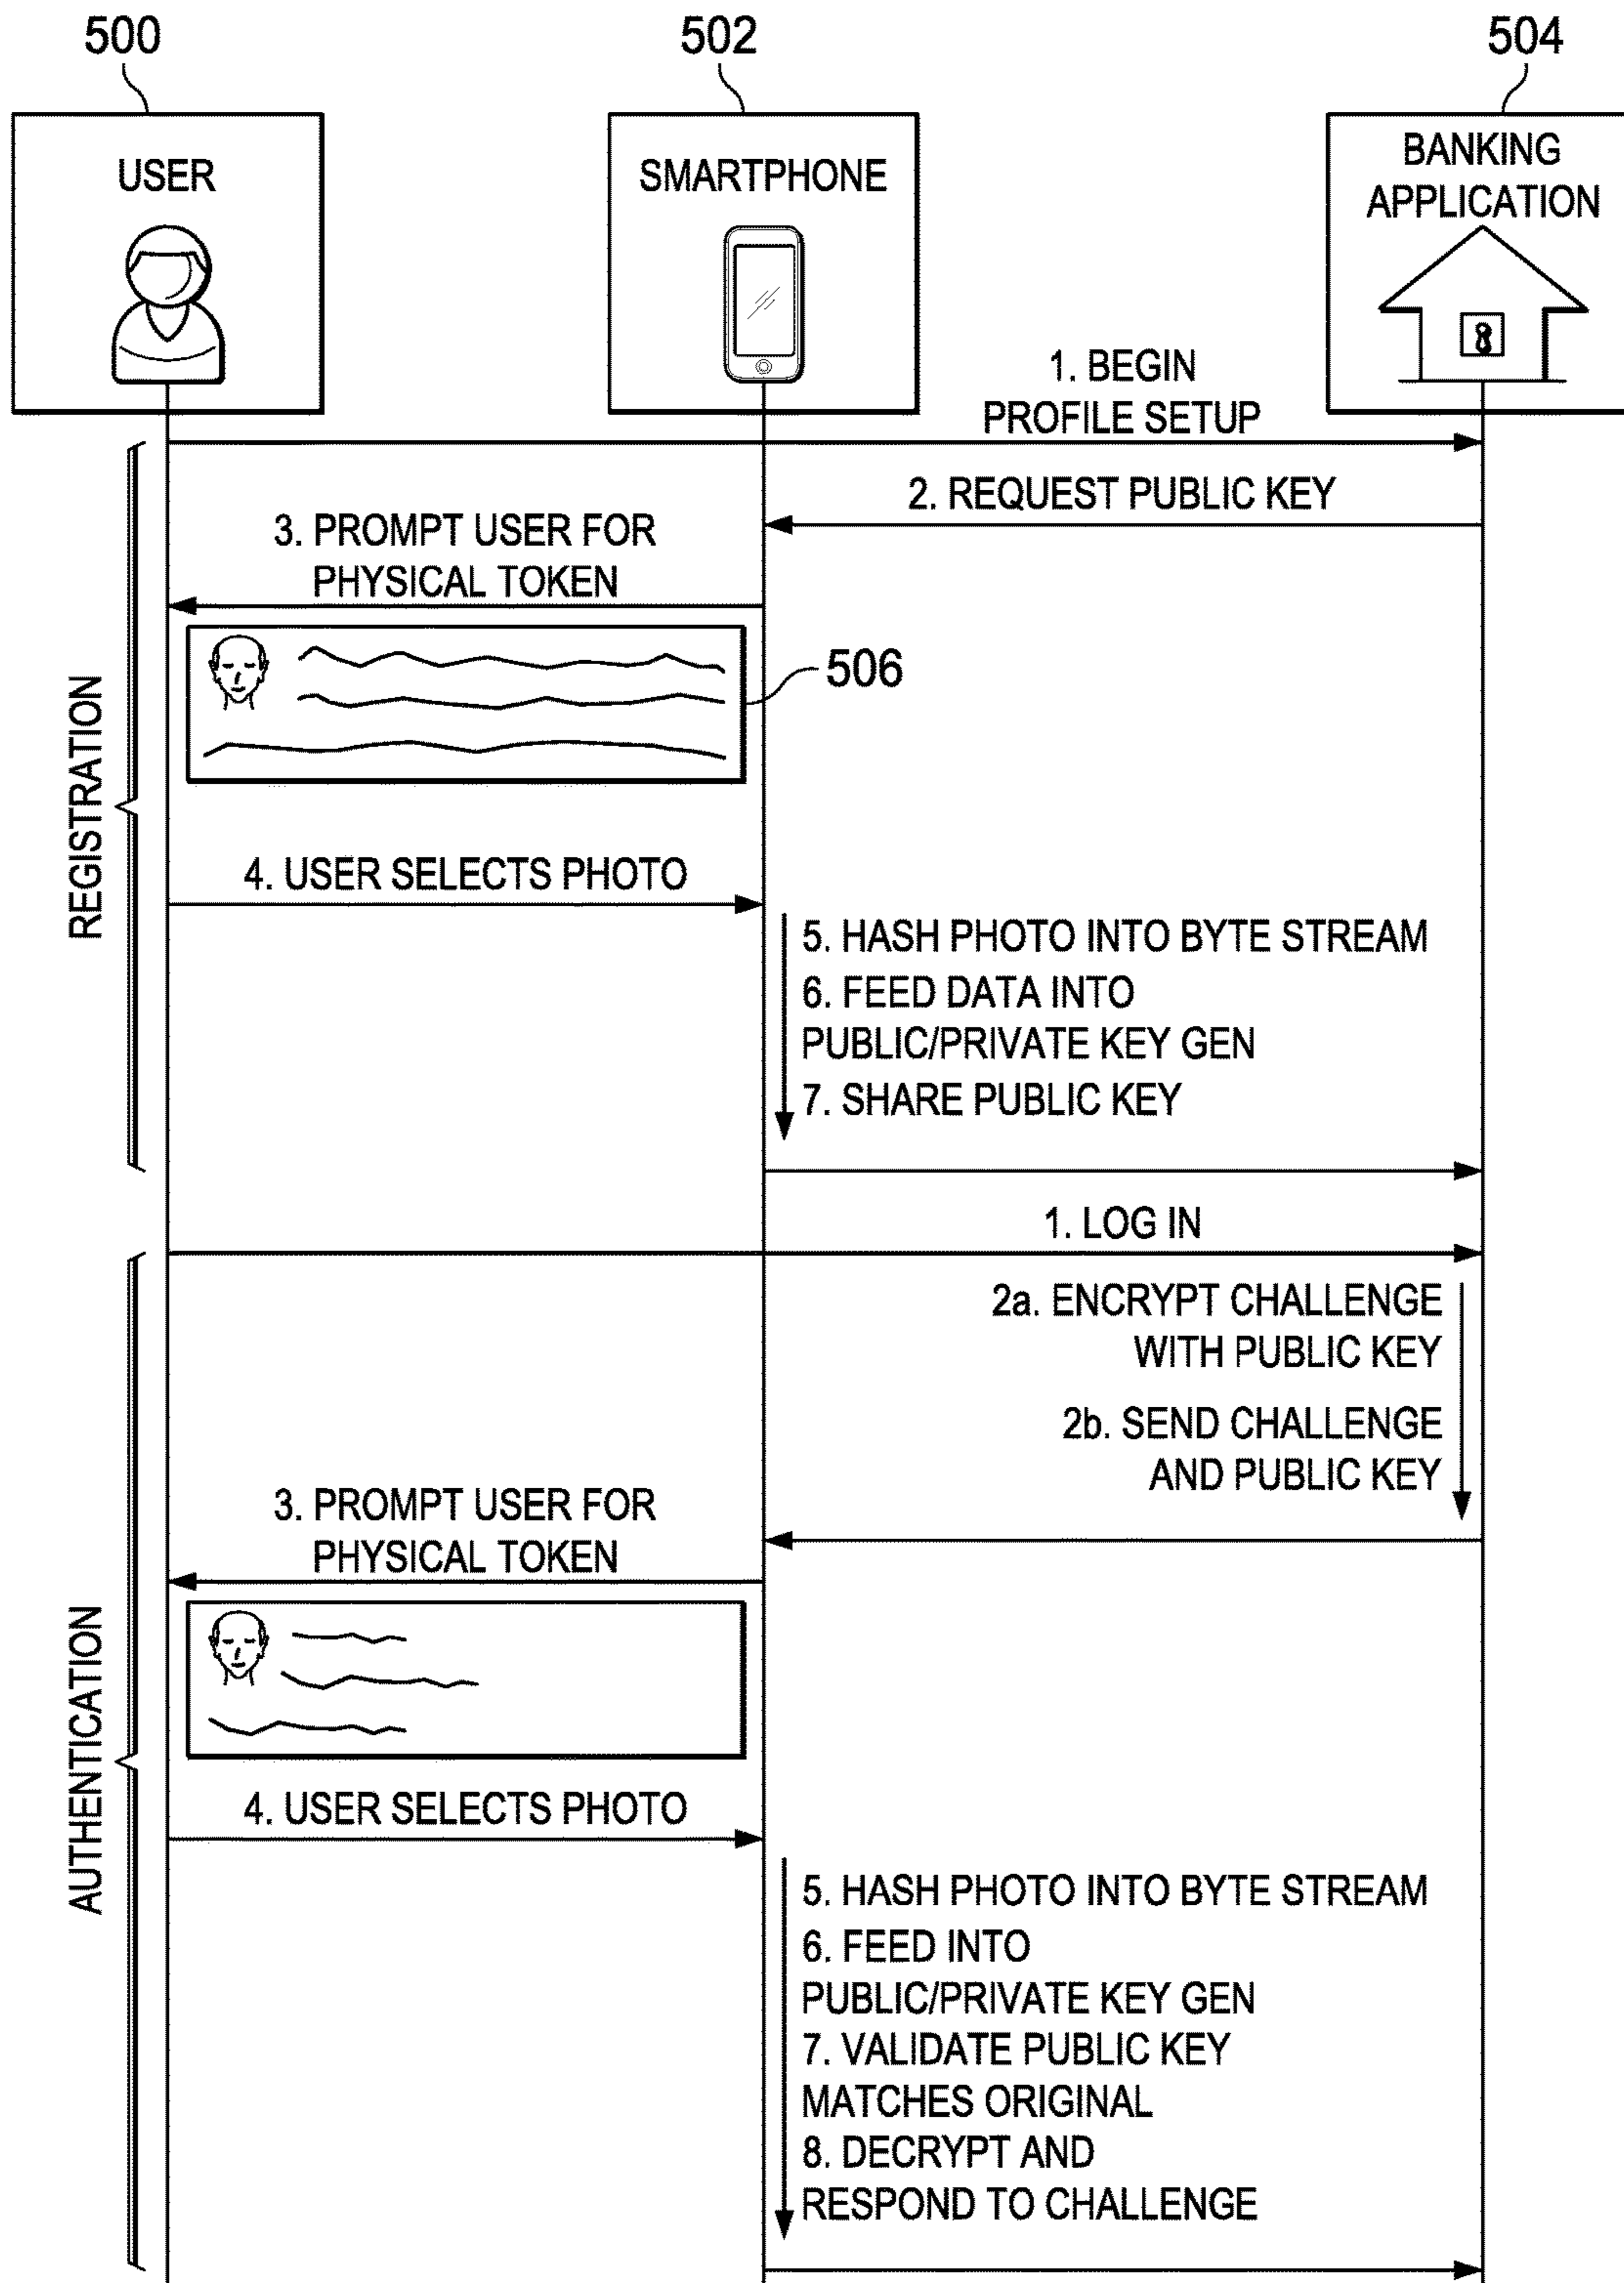 500
502
504
USER
SMARTPHONE
BANKING
APPLICATION
1. BEGIN
PROFILE SETUP
2. REQUEST PUBLIC KEY
3. PROMPT USER FOR
PHYSICAL TOKEN
506
REGISTRATION
4. USER SELECTS PHOTO
5. HASH PHOTO INTO BYTE STREAM
6. FEED DATA INTO
PUBLIC/PRIVATE KEY GEN
7. SHARE PUBLIC KEY
1. LOG IN
2a. ENCRYPT CHALLENGE
WITH PUBLIC KEY
2b. SEND CHALLENGE
AND PUBLIC KEY
3. PROMPT USER FOR
PHYSICAL TOKEN
AUTHENTICATION
4. USER SELECTS PHOTO
5. HASH PHOTO INTO BYTE STREAM
6. FEED INTO
PUBLIC/PRIVATE KEY GEN
7. VALIDATE PUBLIC KEY
MATCHES ORIGINAL
8. DECRYPT AND
RESPOND TO CHALLENGE